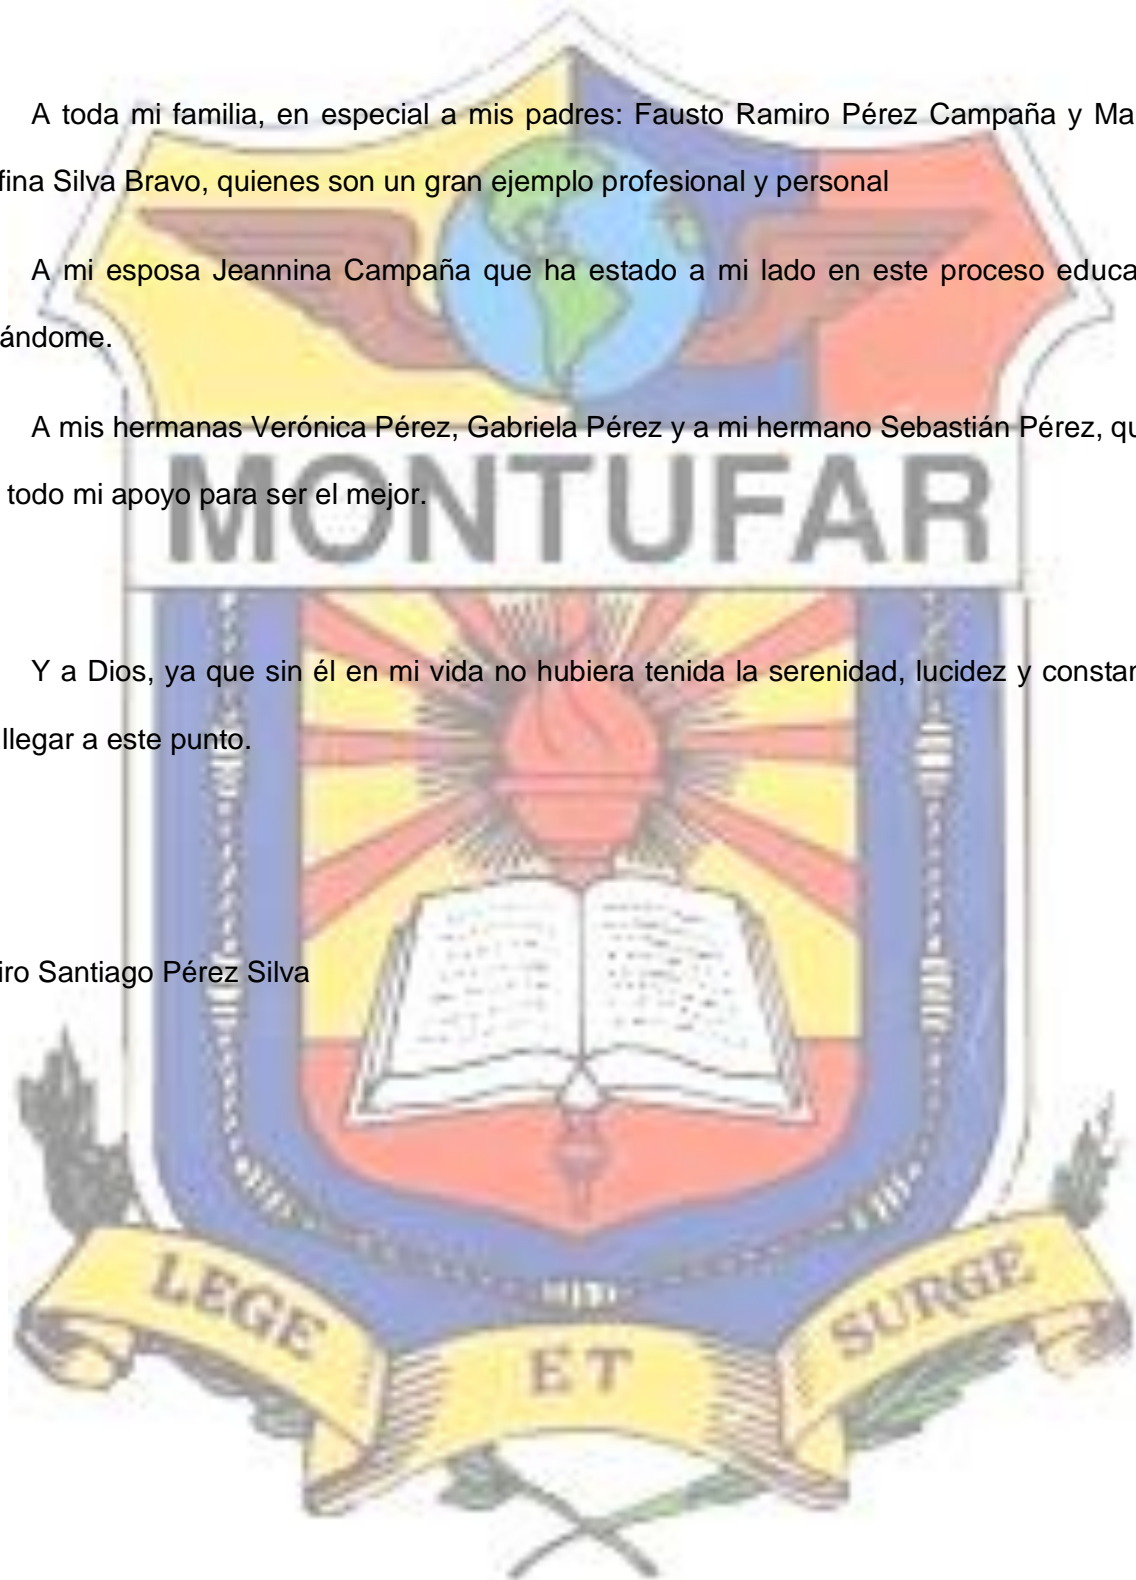 A toda mi familia, en especial a mis padres: Fausto Ramiro Pérez Campaña y Ma
fina Silva Bravo, quienes son un gran ejemplo profesional y personal
A mi esposa Jeannina Campaña que ha estado a mi lado en este proceso educa
ándome.
A mis hermanas Verónica Pérez, Gabriela Pérez y a mi hermano Sebastián Pérez, qu
todo mi apoyo para ser el mejor.
MONTUFAR
Y a Dios, ya que sin él en mi vida no hubiera tenida la serenidad, lucidez y constan
llegar a este punto.
iro Santiago Pérez Silva
LEGE
ET
SURGE